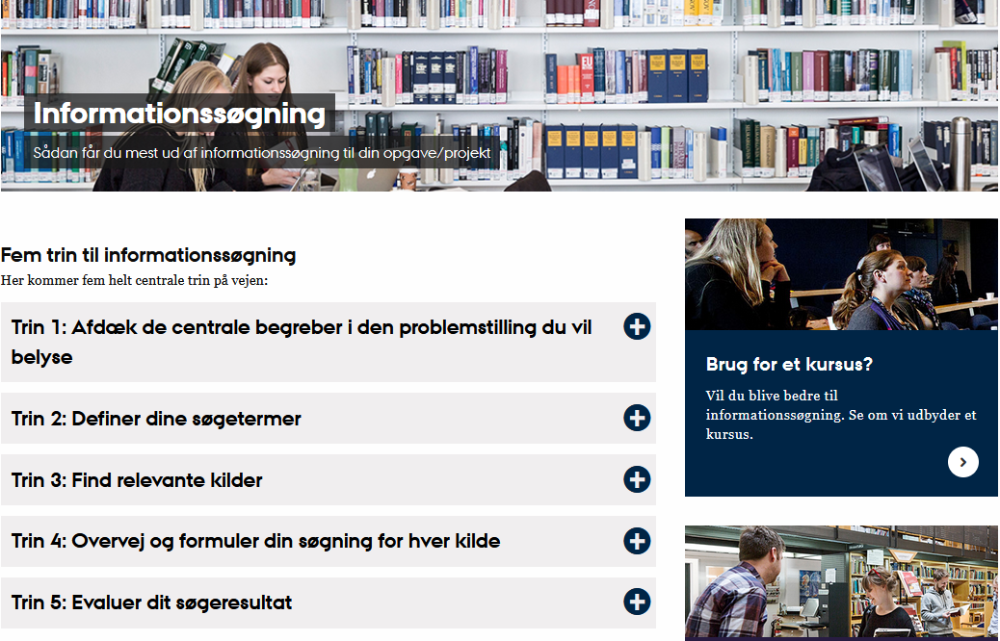 Informationssøgning
Sådan får du mest ud af informationssøgning til din opgave/projekt
Fem trin til informationssøgning
Her kommer fem helt centrale trin på vejen:
Trin 1: Afdæk de centrale begreber i den problemstilling du vil
belyse
Trin 2: Definer dine søgetermer
Trin 3: Find relevante kilder
Trin 4: Overvej og formuler din søgning for hver kilde
Trin 5: Evaluer dit søgeresultat
Brug for et kursus?
Vil du blive bedre til
informationssøgning. Se om vi udbyder et
kursus.